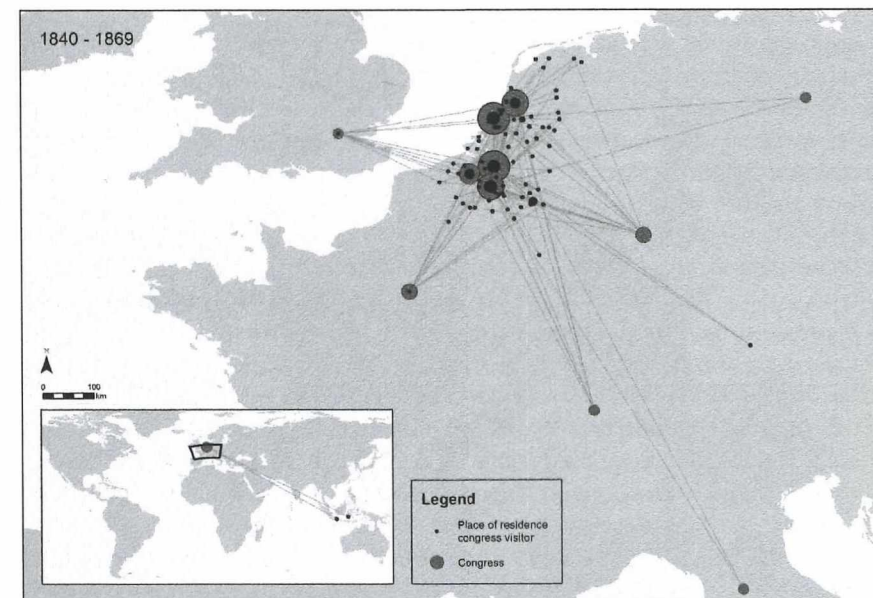 1840 - 1869
N
0 100
km
Legend
Place of residence
congress visitor
Congress